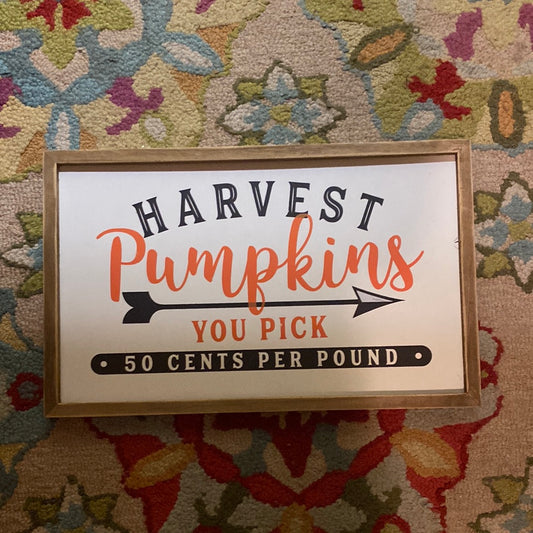 HARVEST
Pumpkins
YOU PICK
• 50 CENTS PER POUND •